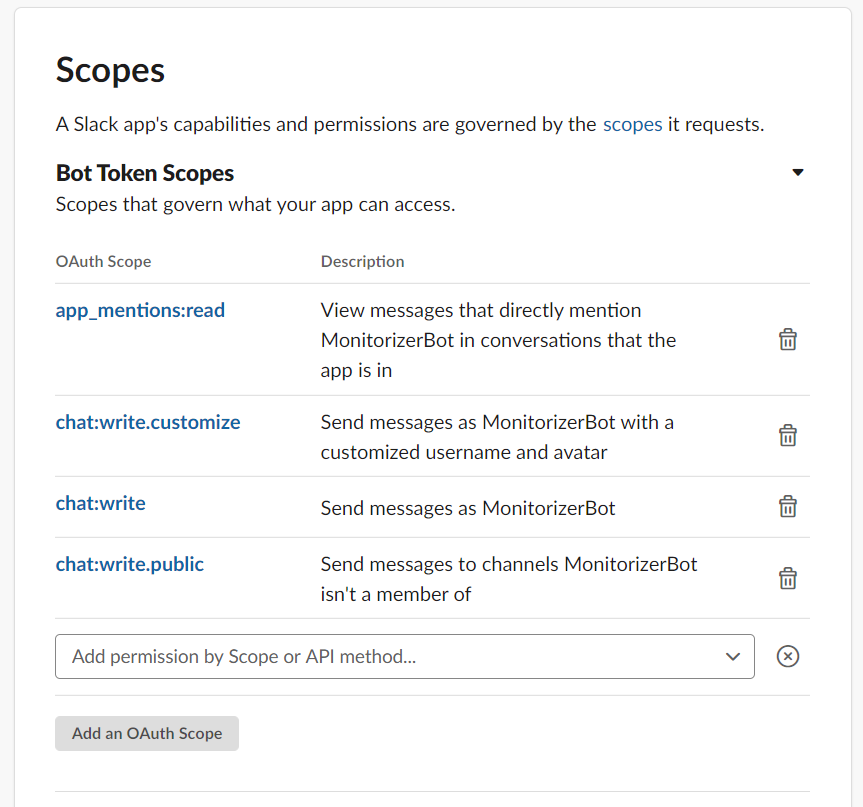 Scopes
A Slack app's capabilities and permissions are governed by the scopes it requests.
Bot Token Scopes
Scopes that govern what your app can access.
OAuth Scope Description
app_mentions:read View messages that directly mention
MonitorizerBot in conversations that the
app is in
chat:write.customize Send messages as MonitorizerBot with a
customized username and avatar
chat:write Send messages as MonitorizerBot
chat:write.public Send messages to channels MonitorizerBot
isn't a member of
Add permission by Scope or API method...
Add an OAuth Scope